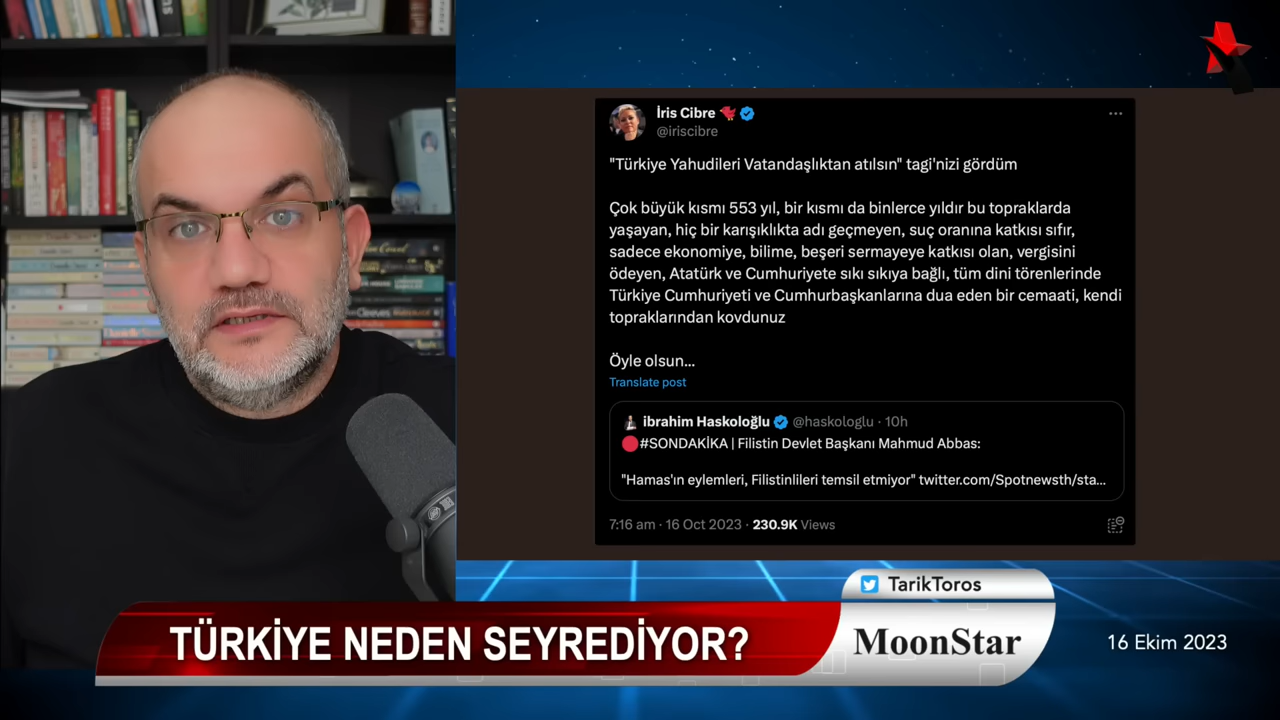 İris Cibre
@iriscibre
"Türkiye Yahudileri Vatandaşlıktan atılsın" tagi'nizi gördüm
Çok büyük kısmı 553 yıl, bir kısmı da binlerce yıldır bu topraklarda
yaşayan, hiç bir karışıklıkta adı geçmeyen, suç oranına katkısı sıfır,
sadece ekonomiye, bilime, beşeri sermayeye katkısı olan, vergisini
ödeyen, Atatürk ve Cumhuriyete sıkı sıkıya bağlı, tüm dini törenlerinde
Türkiye Cumhuriyeti ve Cumhurbaşkanlarına dua eden bir cemaati, kendi
topraklarından kovdunuz
Öyle olsun...
Translate post
ibrahim Haskoloğlu @haskologlu · 10h
#SONDAKİKA | Filistin Devlet Başkanı Mahmud Abbas:
"Hamas'ın eylemleri, Filistinlileri temsil etmiyor" twitter.com/Spotnewsth/sta...
7:16 am · 16 Oct 2023 · 230.9K Views
TarikToros
TÜRKİYE NEDEN SEYREDİYOR?
MoonStar
16 Ekim 2023